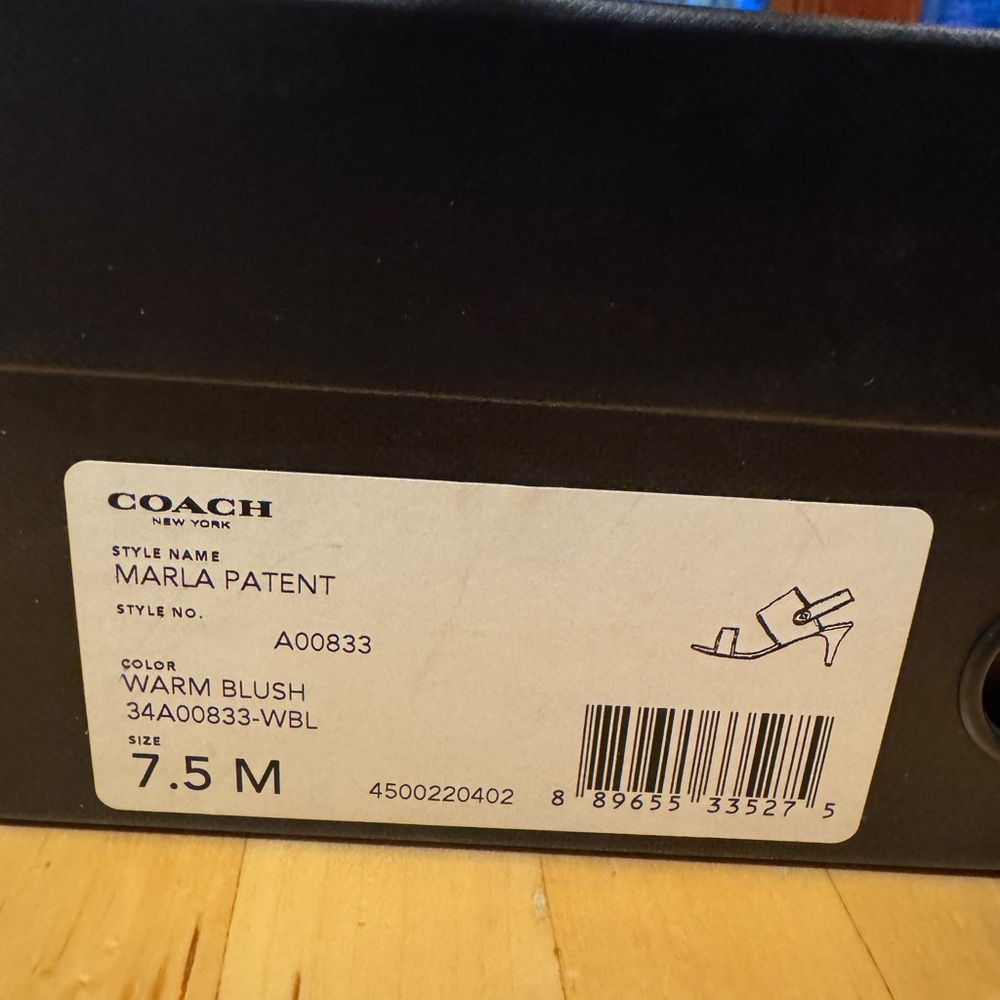 COACH
NEW YORK
STYLE NAME
MARLA PATENT
STYLE NO.
A00833
COLOR
WARM BLUSH
34A00833-WBL
SIZE
7.5 M
4500220402
8 89655 33527 5